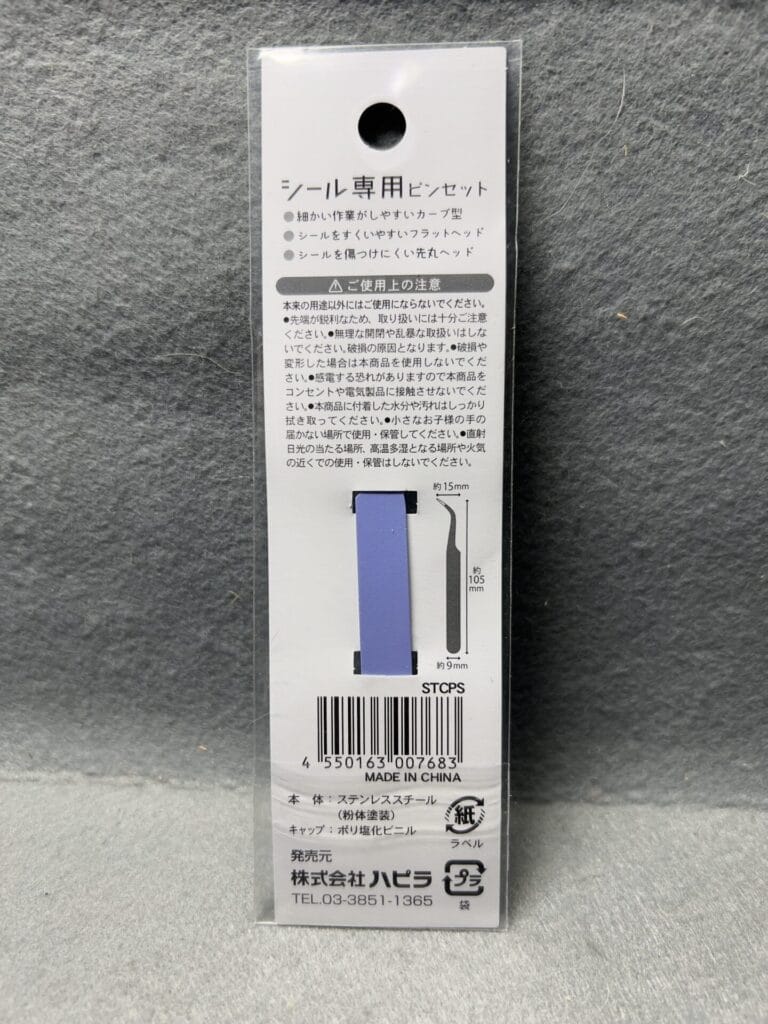 シール専用ピンセット
●細かい作業がしやすいカーブ型
●シールをすくいやすいフラットヘッド
●シールを傷つけにくい先丸ヘッド
⚠ご使用上の注意
本来の用途以外にはご使用にならないでください。
●先端が鋭利なため、取り扱いには十分ご注意
ください。●無理な開閉や乱暴な取扱いはしな
いでください。破損の原因となります。●破損や
変形した場合は本商品を使用しないでくだ
さい。●感電する恐れがありますので本商品を
コンセントや電気製品に接触させないでくだ
さい。●本商品に付着した水分や汚れはしっかり
拭き取ってください。●小さなお子様の手の
届かない場所で使用・保管してください。●直射
日光の当たる場所、高温多湿となる場所や火気
の近くでの使用・保管はしないでください。
約15mm
約
105
mm
約9mm
STCPS
4 550163 007683
MADE IN CHINA
本 体：ステンレススチール
（粉体塗装）
キャップ：ポリ塩化ビニル
紙
ラベル
発売元
株式会社ハピラ
TEL.03-3851-1365
プラ
袋